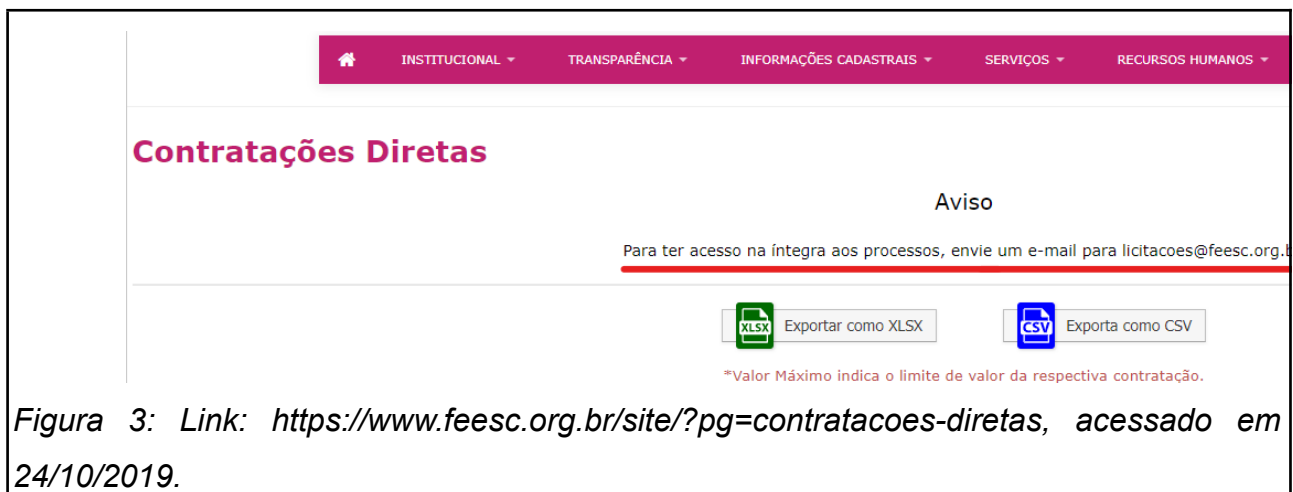 INSTITUCIONAL TRANSPARÊNCIA INFORMAÇÕES CADASTRAIS SERVIÇOS RECURSOS HUMANOS
Contratações Diretas
Aviso
Para ter acesso na íntegra aos processos, envie um e-mail para licitacoes@feesc.org.b
XLSX Exportar como XLSX CSV Exporta como CSV
*Valor Máximo indica o limite de valor da respectiva contratação.
Figura 3: Link: https://www.feesc.org.br/site/?pg=contratacoes-diretas, acessado em
24/10/2019.